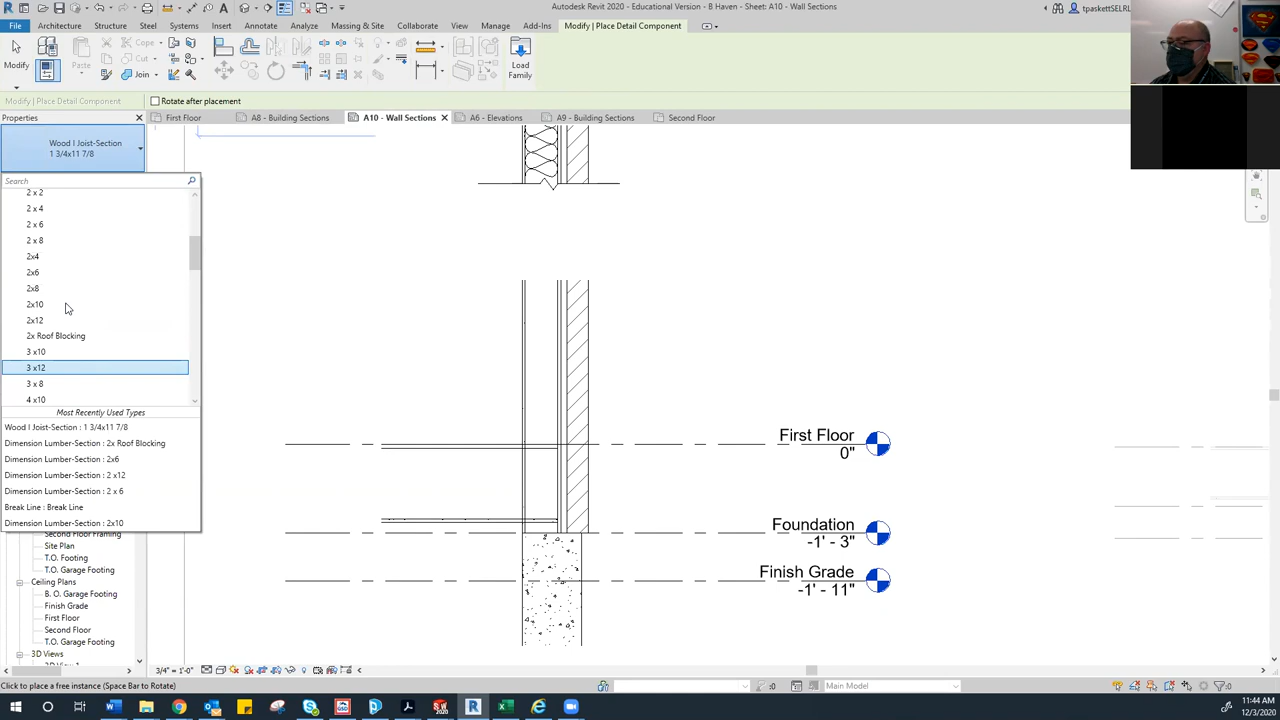 Autodesk Revit 2020 - Educational Version - B Haven - Sheet: A10 - Wall Sections
tpaskettSELRL
File Architecture Structure Steel Systems Insert Annotate Analyze Massing & Site Collaborate View Manage Add-Ins Modify | Place Detail Component
Modify
Paste
Cope
Cut
Join
Load
Family
Modify | Place Detail Component
Rotate after placement
Properties
First Floor
A8 - Building Sections
A10 - Wall Sections
A6 - Elevations
A9 - Building Sections
Second Floor
Wood I Joist-Section
1 3/4x11 7/8
Search
2 x 2
2 x 4
2 x 6
2 x 8
2x4
2x6
2x8
2x10
2x12
2x Roof Blocking
3 x10
3 x12
3 x 8
4 x10
Most Recently Used Types
Wood I Joist-Section : 1 3/4x11 7/8
Dimension Lumber-Section : 2x Roof Blocking
Dimension Lumber-Section : 2x6
Dimension Lumber-Section : 2 x12
Dimension Lumber-Section : 2 x 6
Break Line : Break Line
Dimension Lumber-Section : 2x10
Second Floor Framing
Site Plan
T.O. Footing
T.O. Garage Footing
Ceiling Plans
B. O. Garage Footing
Finish Grade
First Floor
Second Floor
T.O. Garage Footing
3D Views
First Floor
0"
Foundation
-1' - 3"
Finish Grade
-1' - 11"
3/4" = 1'-0"
Click to place a free instance (Space Bar to Rotate)
:0
Main Model
:0
11:44 AM
12/3/2020